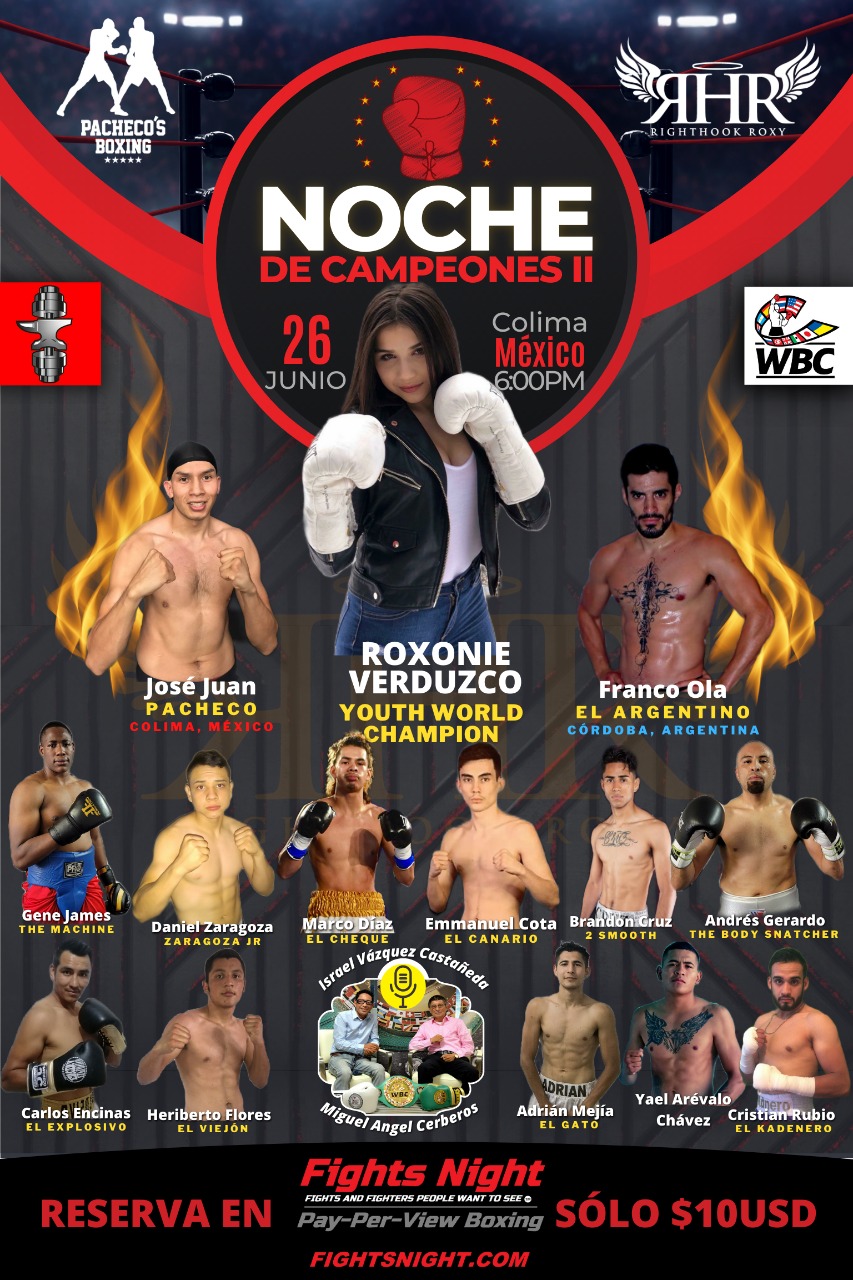 PACHECO'S
BOXING
RHR
RIGHTHOOK ROXY
NOCHE
DE CAMPEONES II
26
JUNIO
Colima
México
6:00PM
WBC
ROXONIE
VERDUZCO
YOUTH WORLD
CHAMPION
José Juan
PACHECO
COLIMA, MÉXICO
Franco Ola
EL ARGENTINO
CÓRDOBA, ARGENTINA
Gene James
THE MACHINE
Daniel Zaragoza
ZARAGOZA JR
Marco Díaz
EL CHEQUE
Emmanuel Cota
EL CANARIO
Brandon Cruz
2 SMOOTH
Andrés Gerardo
THE BODY SNATCHER
Carlos Encinas
EL EXPLOSIVO
Heriberto Flores
EL VIEJÓN
Israel Vázquez Castañeda
WBC
Miguel Angel Cerberos
ADRIAN
Adrián Mejía
EL GATO
Yael Arévalo
Chávez
Cristian Rubio
EL KADENERO
RESERVA EN
Fights Night
FIGHTS AND FIGHTERS PEOPLE WANT TO SEE
Pay-Per-View Boxing
SÓLO $10USD
FIGHTSNIGHT.COM